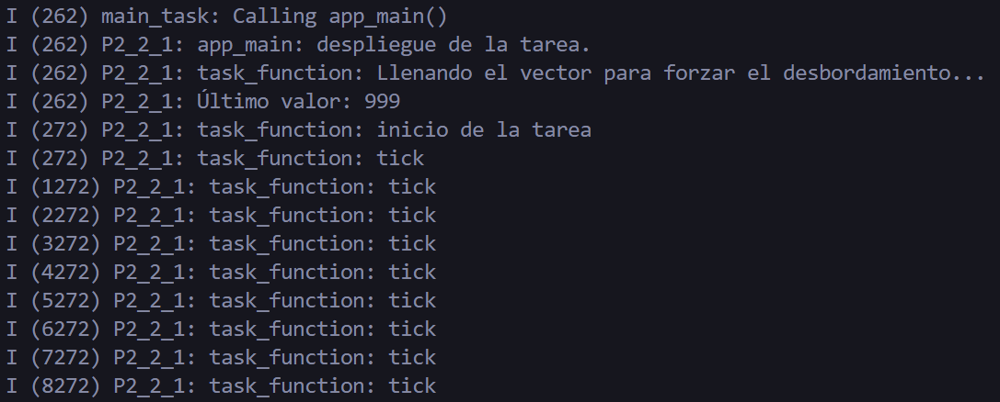 I (262) main_task: Calling app_main()
I (262) P2_2_1: app_main: despliegue de la tarea.
I (262) P2_2_1: task_function: Llenando el vector para forzar el desbordamiento...
I (262) P2_2_1: Último valor: 999
I (272) P2_2_1: task_function: inicio de la tarea
I (272) P2_2_1: task_function: tick
I (1272) P2_2_1: task_function: tick
I (2272) P2_2_1: task_function: tick
I (3272) P2_2_1: task_function: tick
I (4272) P2_2_1: task_function: tick
I (5272) P2_2_1: task_function: tick
I (6272) P2_2_1: task_function: tick
I (7272) P2_2_1: task_function: tick
I (8272) P2_2_1: task_function: tick